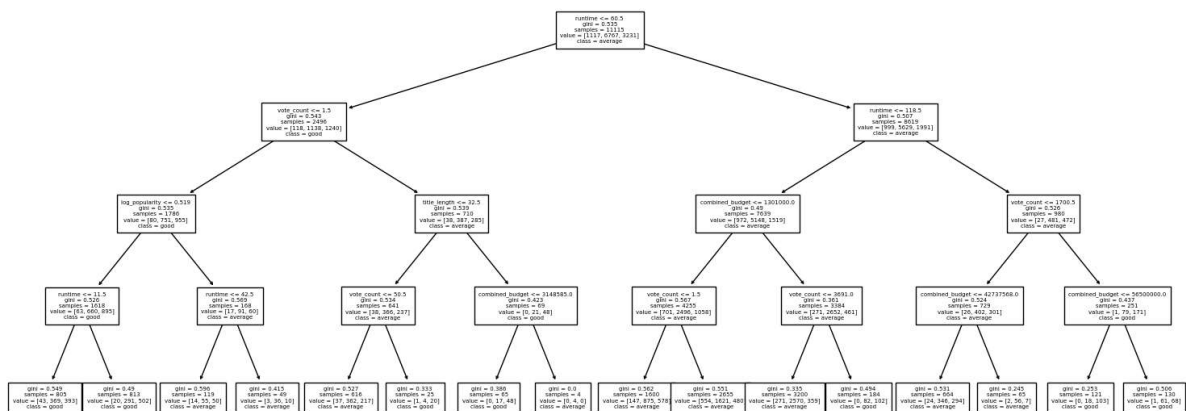 runtime <= 60.5
gini = 0.535
samples = 11115
value = [1117, 6767, 3231]
class = average
vote_count <= 1.5
gini = 0.543
samples = 2496
value = [118, 1138, 1240]
class = good
runtime <= 118.5
gini = 0.507
samples = 8619
value = [999, 5629, 1991]
class = average
log_popularity <= 0.519
gini = 0.535
samples = 1786
value = [80, 751, 955]
class = good
title_length <= 32.5
gini = 0.539
samples = 710
value = [38, 387, 285]
class = average
combined_budget <= 1301000.0
gini = 0.49
samples = 7639
value = [972, 5148, 1519]
class = average
vote_count <= 1700.5
gini = 0.526
samples = 980
value = [27, 481, 472]
class = average
runtime <= 11.5
gini = 0.526
samples = 1618
value = [63, 660, 895]
class = good
runtime <= 42.5
gini = 0.569
samples = 168
value = [17, 91, 60]
class = average
vote_count <= 50.5
gini = 0.534
samples = 641
value = [38, 366, 237]
class = average
combined_budget <= 3148585.0
gini = 0.423
samples = 69
value = [0, 21, 48]
class = good
vote_count <= 1.5
gini = 0.567
samples = 4255
value = [701, 2496, 1058]
class = average
vote_count <= 3691.0
gini = 0.361
samples = 3384
value = [271, 2652, 461]
class = average
combined_budget <= 42737568.0
gini = 0.524
samples = 729
value = [26, 402, 301]
class = average
combined_budget <= 56500000.0
gini = 0.437
samples = 251
value = [1, 79, 171]
class = good
gini = 0.549
samples = 805
value = [43, 369, 393]
class = good
gini = 0.49
samples = 813
value = [20, 291, 502]
class = good
gini = 0.596
samples = 119
value = [14, 55, 50]
class = average
gini = 0.415
samples = 49
value = [3, 36, 10]
class = average
gini = 0.527
samples = 616
value = [37, 362, 217]
class = average
gini = 0.333
samples = 25
value = [1, 4, 20]
class = good
gini = 0.386
samples = 65
value = [0, 17, 48]
class = good
gini = 0.0
samples = 4
value = [0, 4, 0]
class = average
gini = 0.562
samples = 1600
value = [147, 875, 578]
class = average
gini = 0.551
samples = 2655
value = [554, 1621, 480]
class = average
gini = 0.335
samples = 3200
value = [271, 2570, 359]
class = average
gini = 0.494
samples = 184
value = [0, 82, 102]
class = good
gini = 0.531
samples = 664
value = [24, 346, 294]
class = average
gini = 0.245
samples = 65
value = [2, 56, 7]
class = average
gini = 0.253
samples = 121
value = [0, 18, 103]
class = good
gini = 0.506
samples = 130
value = [1, 61, 68]
class = good